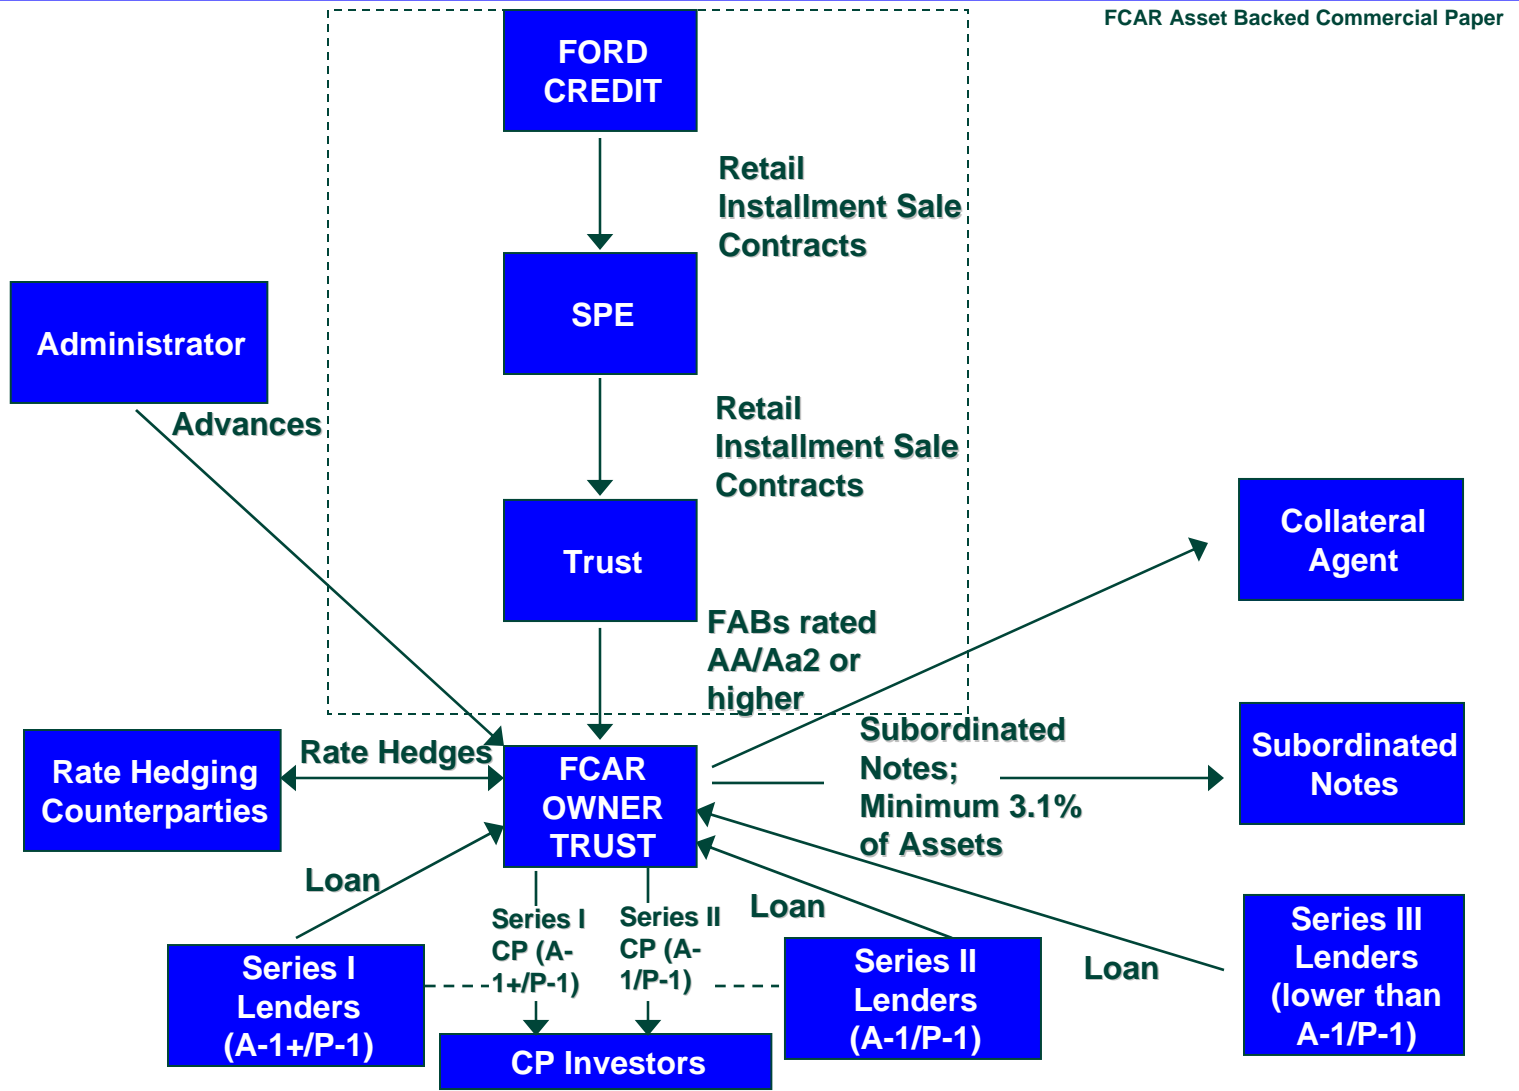 FCAR Asset Backed Commercial Paper
FORD
CREDIT
Retail
Installment Sale
Contracts
SPE
Administrator
Advances
Retail
Installment Sale
Contracts
Trust
Collateral
Agent
FABs rated
AA/Aa2 or
higher
Rate Hedging
Counterparties
Rate Hedges
FCAR
OWNER
TRUST
Subordinated
Notes;
Minimum 3.1%
of Assets
Subordinated
Notes
Loan
Series I
CP (A-
1+/P-1)
Series II
CP (A-
1/P-1)
Loan
Loan
Series I
Lenders
(A-1+/P-1)
CP Investors
Series II
Lenders
(A-1/P-1)
Series III
Lenders
(lower than
A-1/P-1)